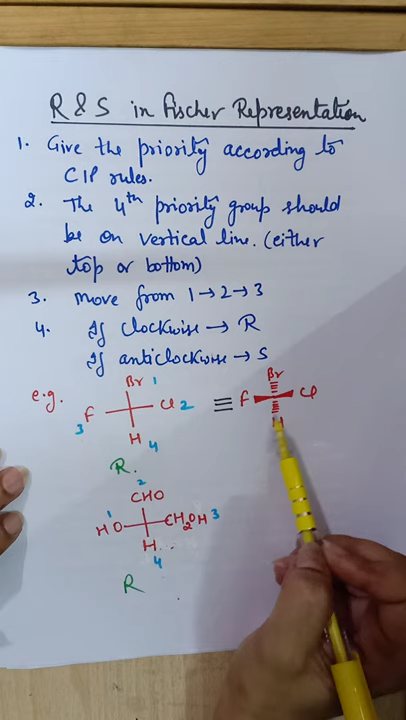 R & S in Fischer Representation
1. Give the priority according to
CIP rules.
2. The 4th priority group should
be on vertical line. (either
top or bottom)
3. Move from 1→2→3
4. If clockwise → R
If anticlockwise → S
e.g.
Br 1
F Cl 2
3
H 4
R.
≡
Br
F Cl
H
2
CHO
1
HO CH2OH 3
H
4
R